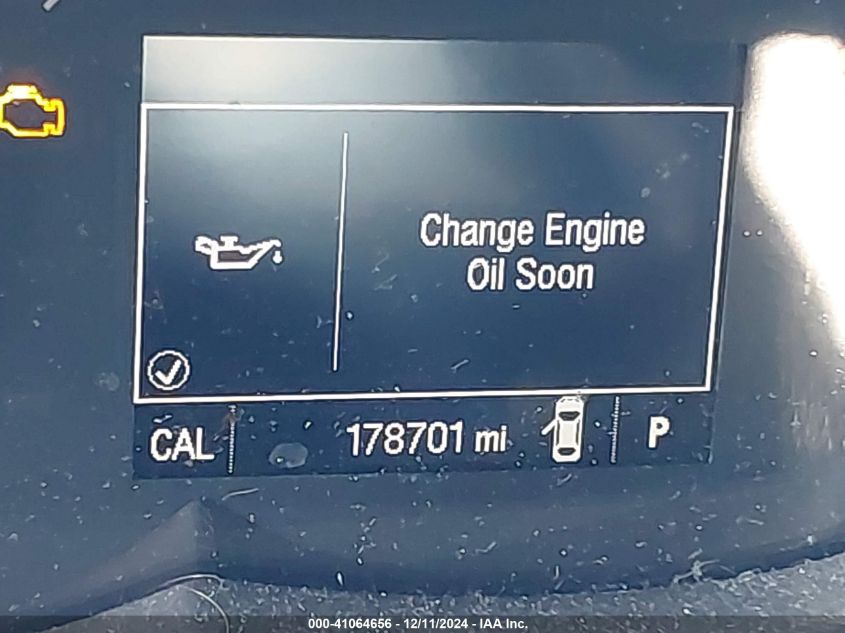 Change Engine
Oil Soon
CAL 178701 mi P
000-41064656 - 12/11/2024 - IAA Inc.